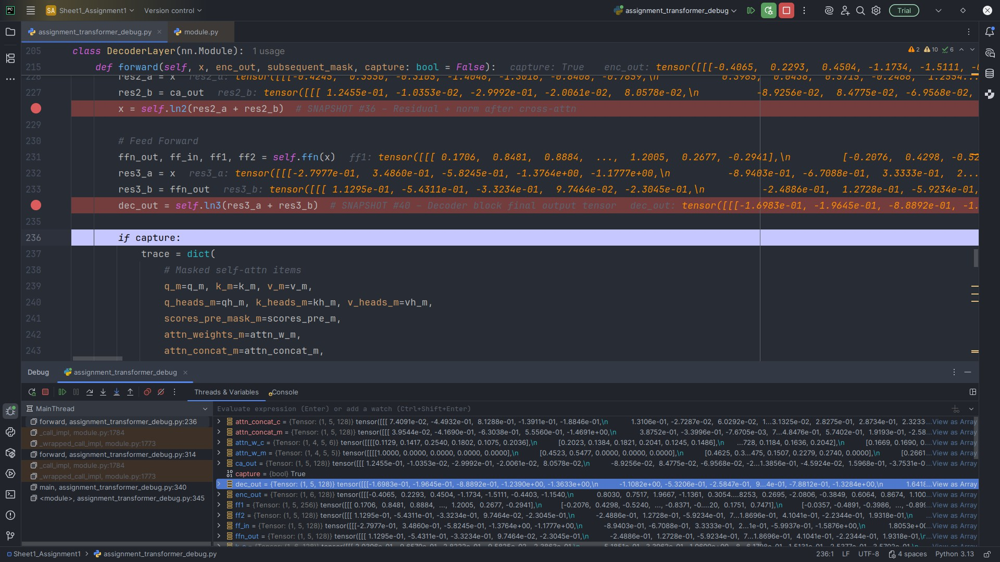 PC SA Sheet1_Assignment1 Version control assignment_transformer_debug Trial
assignment_transformer_debug.py module.py
205 class DecoderLayer(nn.Module): 1 usage 2 10 6
215 def forward(self, x, enc_out, subsequent_mask, capture: bool = False): capture: True enc_out: tensor([[[-0.4065, 0.2293, 0.4504, -1.1734, -1.5111,
226 res2_a = x res2_a: tensor([[[-0.4245, 0.3550, -0.3105, -1.4046, -1.3016, -0.8406, -0.7859,\n 0.3985, 0.0436, 0.5715, -0.2466, 1.2554...
227 res2_b = ca_out res2_b: tensor([[[ 1.2455e-01, -1.0353e-02, -2.9992e-01, -2.0061e-02, 8.0578e-02,\n -8.9256e-02, 8.4775e-02, -6.9568e-02,
x = self.ln2(res2_a + res2_b) # SNAPSHOT #36 – Residual + norm after cross-attn
229
230 # Feed Forward
231 ffn_out, ff_in, ff1, ff2 = self.ffn(x) ff1: tensor([[[ 0.1706, 0.8481, 0.8884, ..., 1.2005, 0.2677, -0.2941],\n [-0.2076, 0.4298, -0.52
232 res3_a = x res3_a: tensor([[[-2.7977e-01, 3.4860e-01, -5.8245e-01, -1.3764e+00, -1.1777e+00,\n -8.9403e-01, -6.7088e-01, 3.3333e-01, 2...
233 res3_b = ffn_out res3_b: tensor([[[ 1.1295e-01, -5.4311e-01, -3.3234e-01, 9.7464e-02, -2.3045e-01,\n -2.4886e-01, 1.2728e-01, -5.9234e-01,
dec_out = self.ln3(res3_a + res3_b) # SNAPSHOT #40 – Decoder block final output tensor dec_out: tensor([[[-1.6983e-01, -1.9645e-01, -8.8892e-01, -1.
235
236 if capture:
237 trace = dict(
238 # Masked self-attn items
239 q_m=q_m, k_m=k_m, v_m=v_m,
240 q_heads_m=qh_m, k_heads_m=kh_m, v_heads_m=vh_m,
241 scores_pre_mask_m=scores_pre_m,
242 attn_weights_m=attn_w_m,
243 attn_concat_m=attn_concat_m,
Debug assignment_transformer_debug
Threads & Variables Console
MainThread
forward, assignment_transformer_debug.py:236
_call_impl, module.py:1784
_wrapped_call_impl, module.py:1773
forward, assignment_transformer_debug.py:314
_call_impl, module.py:1784
_wrapped_call_impl, module.py:1773
main, assignment_transformer_debug.py:340
<module>, assignment_transformer_debug.py:345
Evaluate expression (Enter) or add a watch (Ctrl+Shift+Enter)
attn_concat_c = {Tensor: (1, 5, 128)} tensor([[[ 7.4091e-02, -4.4932e-01, 8.1288e-01, -1.3911e-01, -1.8846e-01,\n 1.3106e-01, -2.7287e-02, 6.0292e-02, 1...3.1325e-02, 2.8275e-01, 2.8734e-01, 2.3233...View as Array
attn_concat_m = {Tensor: (1, 5, 128)} tensor([[[ 3.9544e-02, -4.1690e-01, -6.3038e-01, 5.5560e-01, -1.4691e+00,\n 3.8752e-01, -3.3996e-01, -7.6705e-03, 7...4.8476e-01, 5.7402e-01, 1.9193e-01, -2.58...View as Array
attn_w_c = {Tensor: (1, 4, 5, 6)} tensor([[[[0.1129, 0.1417, 0.2540, 0.1802, 0.1075, 0.2036],\n [0.2023, 0.1384, 0.1821, 0.2041, 0.1245, 0.1486],\n ...728, 0.1184, 0.1636, 0.2042],\n [0.1669, 0.1690, 0....View as Array
attn_w_m = {Tensor: (1, 4, 5, 5)} tensor([[[[1.0000, 0.0000, 0.0000, 0.0000, 0.0000],\n [0.4523, 0.5477, 0.0000, 0.0000, 0.0000],\n [0.4625, 0.3...475, 0.1507, 0.2279, 0.2740, 0.0000],\n [0.2661...View as Array
ca_out = {Tensor: (1, 5, 128)} tensor([[[ 1.2455e-01, -1.0353e-02, -2.9992e-01, -2.0061e-02, 8.0578e-02,\n -8.9256e-02, 8.4775e-02, -6.9568e-02, -2...1.3856e-01, -4.5924e-02, 1.5968e-01, -3.7531e-0...View as Array
capture = {bool} True
dec_out = {Tensor: (1, 5, 128)} tensor([[[-1.6983e-01, -1.9645e-01, -8.8892e-01, -1.2390e+00, -1.3633e+00,\n -1.1082e+00, -5.3206e-01, -2.5847e-01, 9...4e-01, -7.8812e-01, -1.3284e+00,\n 1.6418...View as Array
enc_out = {Tensor: (1, 6, 128)} tensor([[[-0.4065, 0.2293, 0.4504, -1.1734, -1.5111, -0.4403, -1.1540,\n 0.8030, 0.7517, 1.9667, -1.1361, 0.3054....8253, 0.2695, -2.0806, -0.3849, 0.6064, 0.8674, 1.100...View as Array
ff1 = {Tensor: (1, 5, 256)} tensor([[[ 0.1706, 0.8481, 0.8884, ..., 1.2005, 0.2677, -0.2941],\n [-0.2076, 0.4298, -0.5240, ..., -0.8371, -0....20, 0.1751, 0.7471],\n [-0.0357, -0.4891, -0.3986, ..., -0.899...View as Array
ff2 = {Tensor: (1, 5, 128)} tensor([[[ 1.1295e-01, -5.4311e-01, -3.3234e-01, 9.7464e-02, -2.3045e-01,\n -2.4886e-01, 1.2728e-01, -5.9234e-01, 7...1.8696e-01, 4.1041e-01, -2.2344e-01, 1.9318e-01,\n ...View as Array
ff_in = {Tensor: (1, 5, 128)} tensor([[[-2.7977e-01, 3.4860e-01, -5.8245e-01, -1.3764e+00, -1.1777e+00,\n -8.9403e-01, -6.7088e-01, 3.3333e-01, 2...1e-01, -5.9937e-01, -1.5876e+00,\n 1.8053e+00...View as Array
ffn_out = {Tensor: (1, 5, 128)} tensor([[[ 1.1295e-01, -5.4311e-01, -3.3234e-01, 9.7464e-02, -2.3045e-01,\n -2.4886e-01, 1.2728e-01, -5.9234e-01, 7...1.8696e-01, 4.1041e-01, -2.2344e-01, 1.9318e-01,\n...View as Array
Sheet1_Assignment1 > assignment_transformer_debug.py 236:1 LF UTF-8 4 spaces Python 3.13